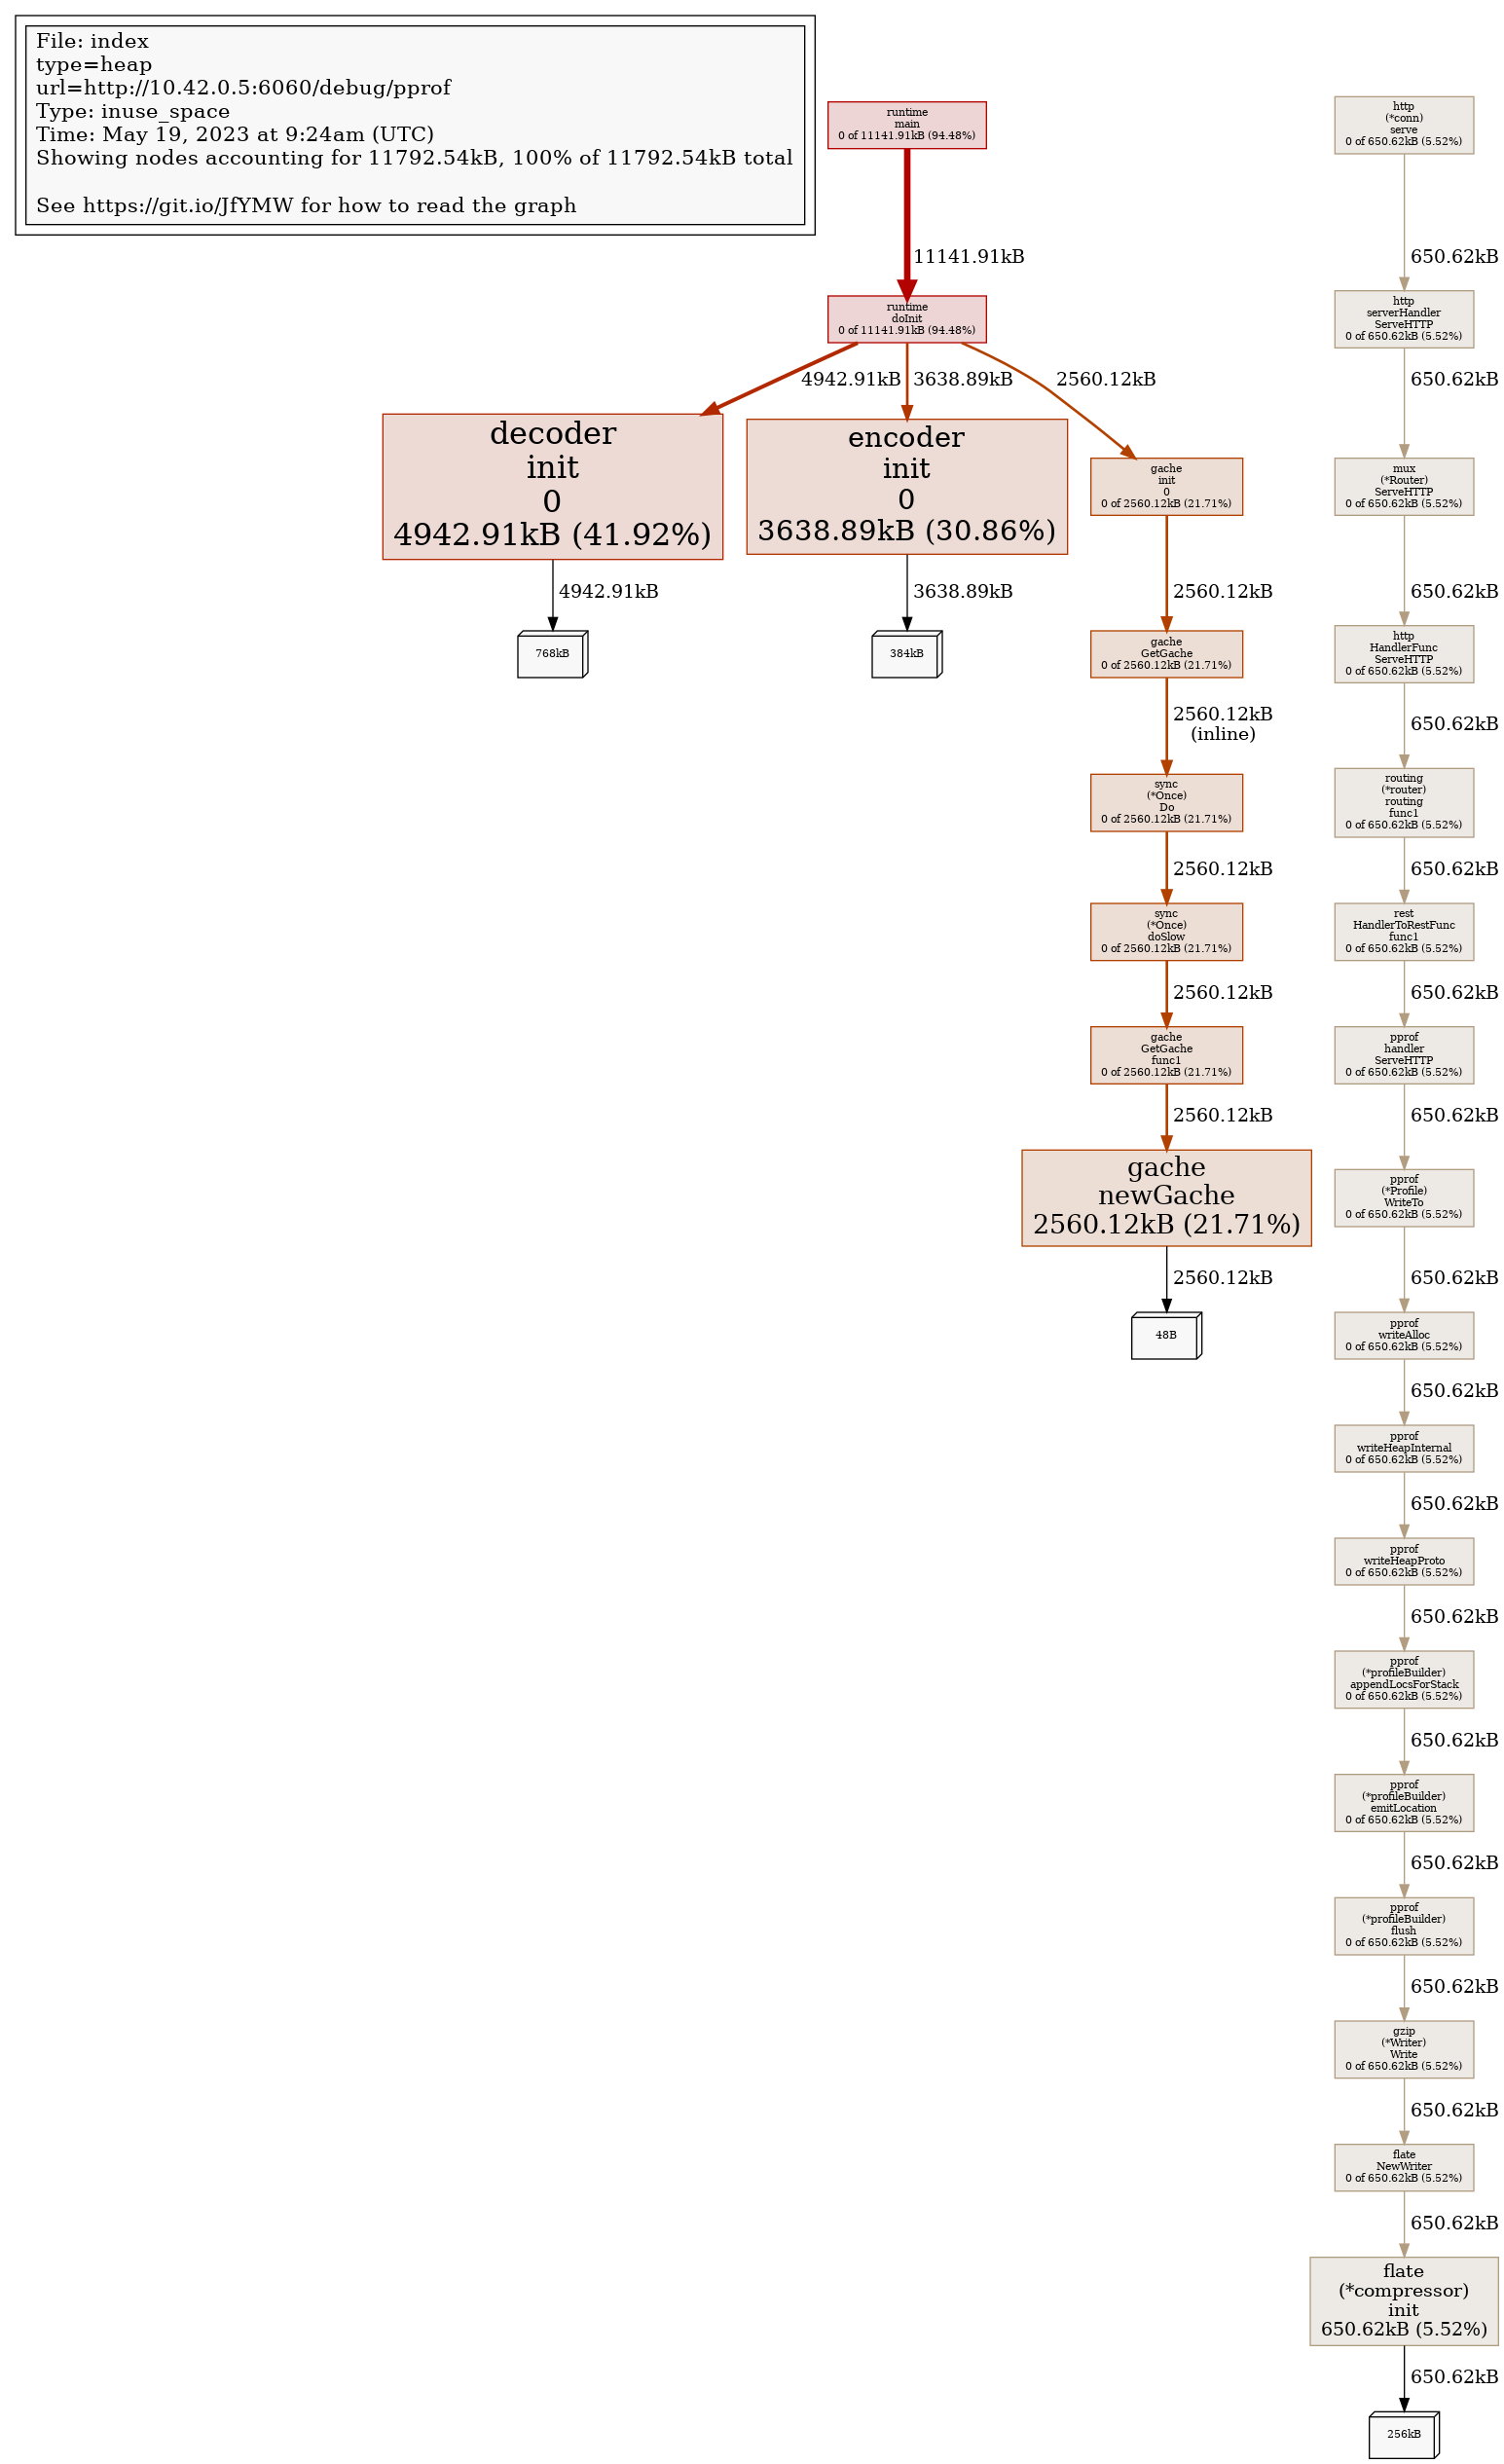 File: index
type=heap
url=http://10.42.0.5:6060/debug/pprof
Type: inuse_space
Time: May 19, 2023 at 9:24am (UTC)
Showing nodes accounting for 11792.54kB, 100% of 11792.54kB total
See https://git.io/JfYMW for how to read the graph
runtime
main
0 of 11141.91kB (94.48%)
11141.91kB
runtime
doInit
0 of 11141.91kB (94.48%)
4942.91kB
3638.89kB
2560.12kB
decoder
init
0
4942.91kB (41.92%)
4942.91kB
768kB
encoder
init
0
3638.89kB (30.86%)
3638.89kB
384kB
gache
init
0
0 of 2560.12kB (21.71%)
2560.12kB
gache
GetGache
0 of 2560.12kB (21.71%)
2560.12kB
(inline)
sync
(*Once)
Do
0 of 2560.12kB (21.71%)
2560.12kB
sync
(*Once)
doSlow
0 of 2560.12kB (21.71%)
2560.12kB
gache
GetGache
func1
0 of 2560.12kB (21.71%)
2560.12kB
gache
newGache
2560.12kB (21.71%)
2560.12kB
48B
http
(*conn)
serve
0 of 650.62kB (5.52%)
650.62kB
http
serverHandler
ServeHTTP
0 of 650.62kB (5.52%)
650.62kB
mux
(*Router)
ServeHTTP
0 of 650.62kB (5.52%)
650.62kB
http
HandlerFunc
ServeHTTP
0 of 650.62kB (5.52%)
650.62kB
routing
(*router)
routing
func1
0 of 650.62kB (5.52%)
650.62kB
rest
HandlerToRestFunc
func1
0 of 650.62kB (5.52%)
650.62kB
pprof
handler
ServeHTTP
0 of 650.62kB (5.52%)
650.62kB
pprof
(*Profile)
WriteTo
0 of 650.62kB (5.52%)
650.62kB
pprof
writeAlloc
0 of 650.62kB (5.52%)
650.62kB
pprof
writeHeapInternal
0 of 650.62kB (5.52%)
650.62kB
pprof
writeHeapProto
0 of 650.62kB (5.52%)
650.62kB
pprof
(*profileBuilder)
appendLocsForStack
0 of 650.62kB (5.52%)
650.62kB
pprof
(*profileBuilder)
emitLocation
0 of 650.62kB (5.52%)
650.62kB
pprof
(*profileBuilder)
flush
0 of 650.62kB (5.52%)
650.62kB
gzip
(*Writer)
Write
0 of 650.62kB (5.52%)
650.62kB
flate
NewWriter
0 of 650.62kB (5.52%)
650.62kB
flate
(*compressor)
init
650.62kB (5.52%)
650.62kB
256kB